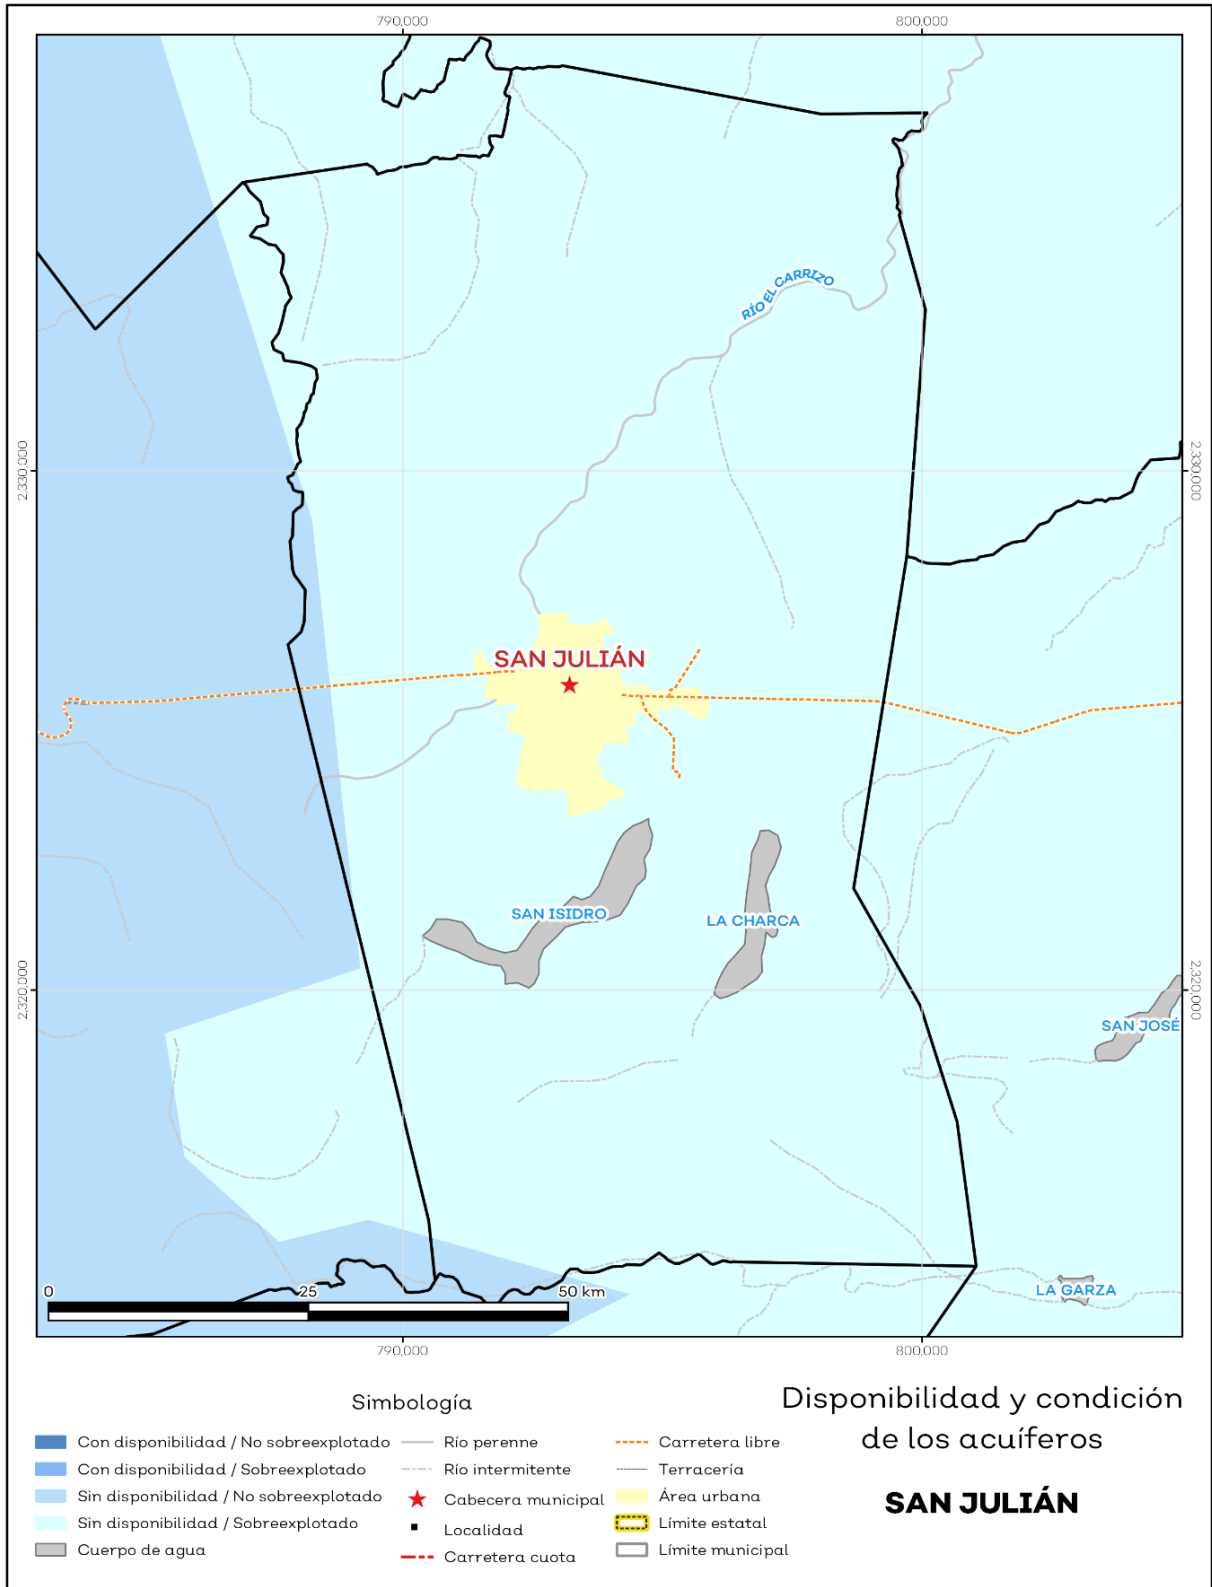 790,000
800,000
RÍO EL CARRIZO
2,330,000
2,330,000
SAN JULIÁN
SAN ISIDRO
LA CHARCA
2,320,000
2,320,000
SAN JOSÉ
0
25
50 km
LA GARZA
790,000
800,000
Simbología
Con disponibilidad / No sobreexplotado
Con disponibilidad / Sobreexplotado
Sin disponibilidad / No sobreexplotado
Sin disponibilidad / Sobreexplotado
Cuerpo de agua
Río perenne
Río intermitente
Cabecera municipal
Localidad
Carretera cuota
Carretera libre
Terracería
Área urbana
Límite estatal
Límite municipal
Disponibilidad y condición
de los acuíferos
SAN JULIÁN